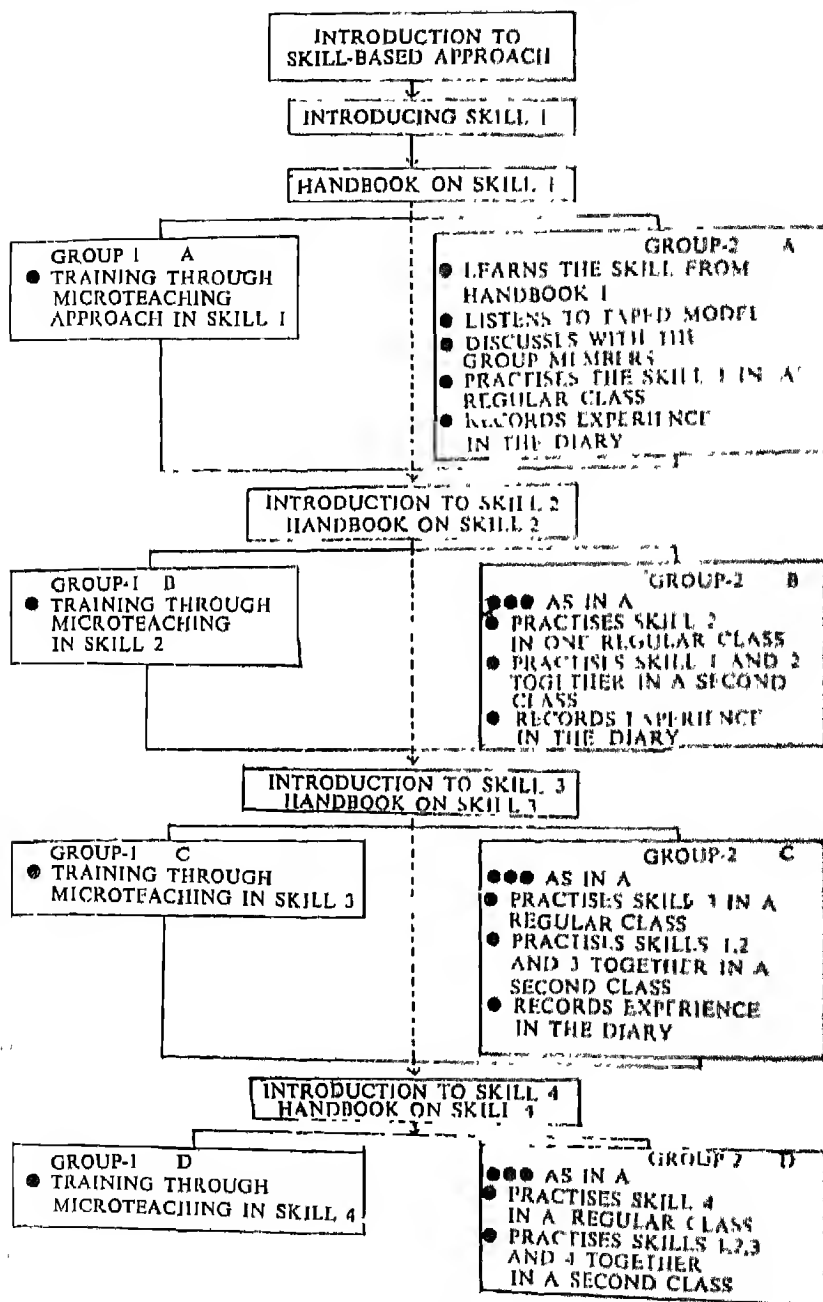 INTRODUCTION TO
SKILL-BASED APPROACH
INTRODUCING SKILL 1
HANDBOOK ON SKILL 1
GROUP 1 A
● TRAINING THROUGH
MICROTEACHING
APPROACH IN SKILL 1
GROUP-2 A
● LEARNS THE SKILL FROM
HANDBOOK 1
● LISTENS TO TAPED MODEL
● DISCUSSES WITH THE
GROUP MEMBERS
● PRACTISES THE SKILL 1 IN A
REGULAR CLASS
● RECORDS EXPERIENCE
IN THE DIARY
INTRODUCTION TO SKILL 2
HANDBOOK ON SKILL 2
GROUP-1 B
● TRAINING THROUGH
MICROTEACHING
IN SKILL 2
GROUP-2 B
●●● AS IN A
● PRACTISES SKILL 2
IN ONE REGULAR CLASS
● PRACTISES SKILL 1 AND 2
TOGETHER IN A SECOND
CLASS
● RECORDS EXPERIENCE
IN THE DIARY
INTRODUCTION TO SKILL 3
HANDBOOK ON SKILL 3
GROUP-1 C
● TRAINING THROUGH
MICROTEACHING IN SKILL 3
GROUP-2 C
●●● AS IN A
● PRACTISES SKILL 3 IN A
REGULAR CLASS
● PRACTISES SKILLS 1,2
AND 3 TOGETHER IN A
SECOND CLASS
● RECORDS EXPERIENCE
IN THE DIARY
INTRODUCTION TO SKILL 4
HANDBOOK ON SKILL 4
GROUP-1 D
● TRAINING THROUGH
MICROTEACHING IN SKILL 4
GROUP 2 D
●●● AS IN A
● PRACTISES SKILL 4
IN A REGULAR CLASS
● PRACTISES SKILLS 1,2,3
AND 4 TOGETHER
IN A SECOND CLASS